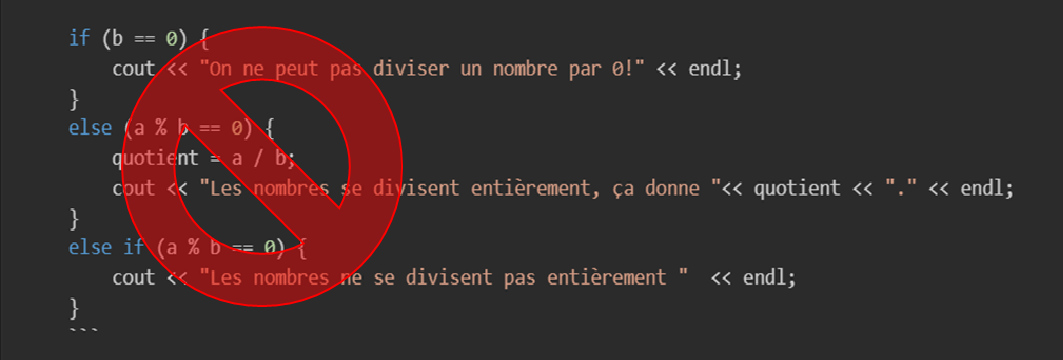 if (b == 0) {
cout << "On ne peut pas diviser un nombre par 0!" << endl;
}
else (a % b == 0) {
quotient = a / b;
cout << "Les nombres se divisent entièrement, ça donne "<< quotient << "." << endl;
}
else if (a % b == 0) {
cout << "Les nombres ne se divisent pas entièrement "  << endl;
}
```